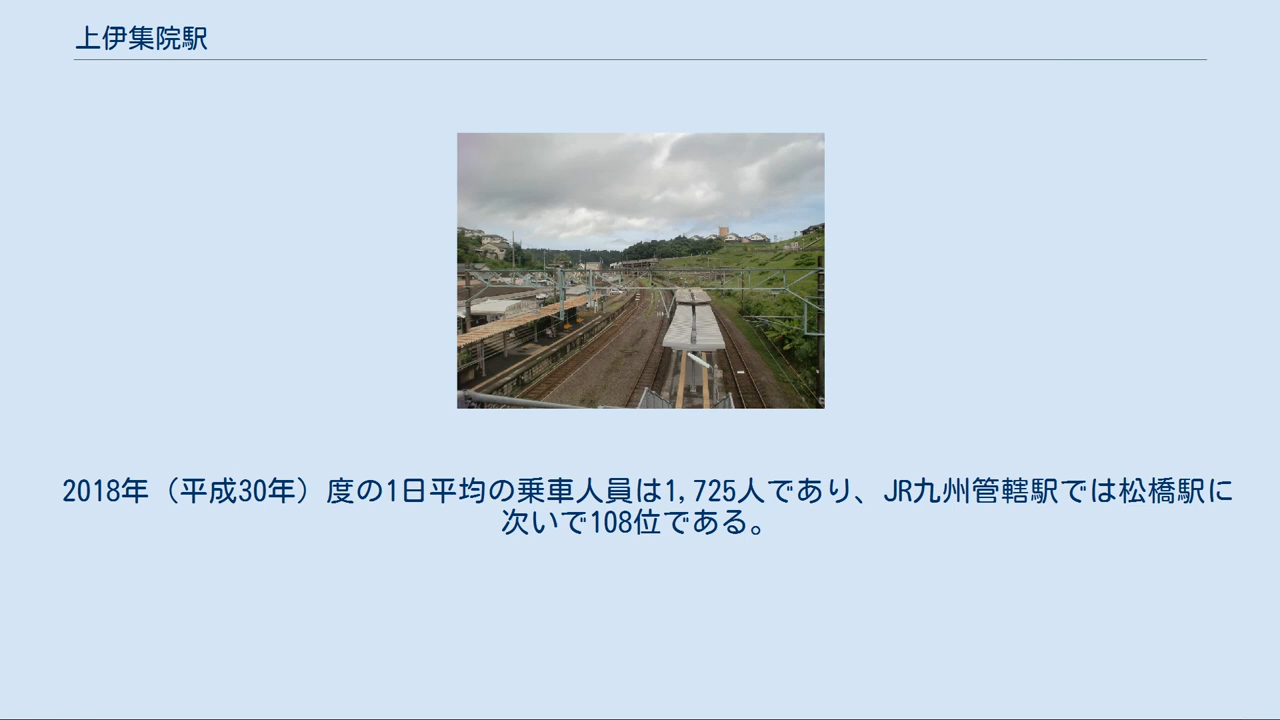 上伊集院駅
2018年（平成30年）度の1日平均の乗車人員は1,725人であり、JR九州管轄駅では松橋駅に
次いで108位である。